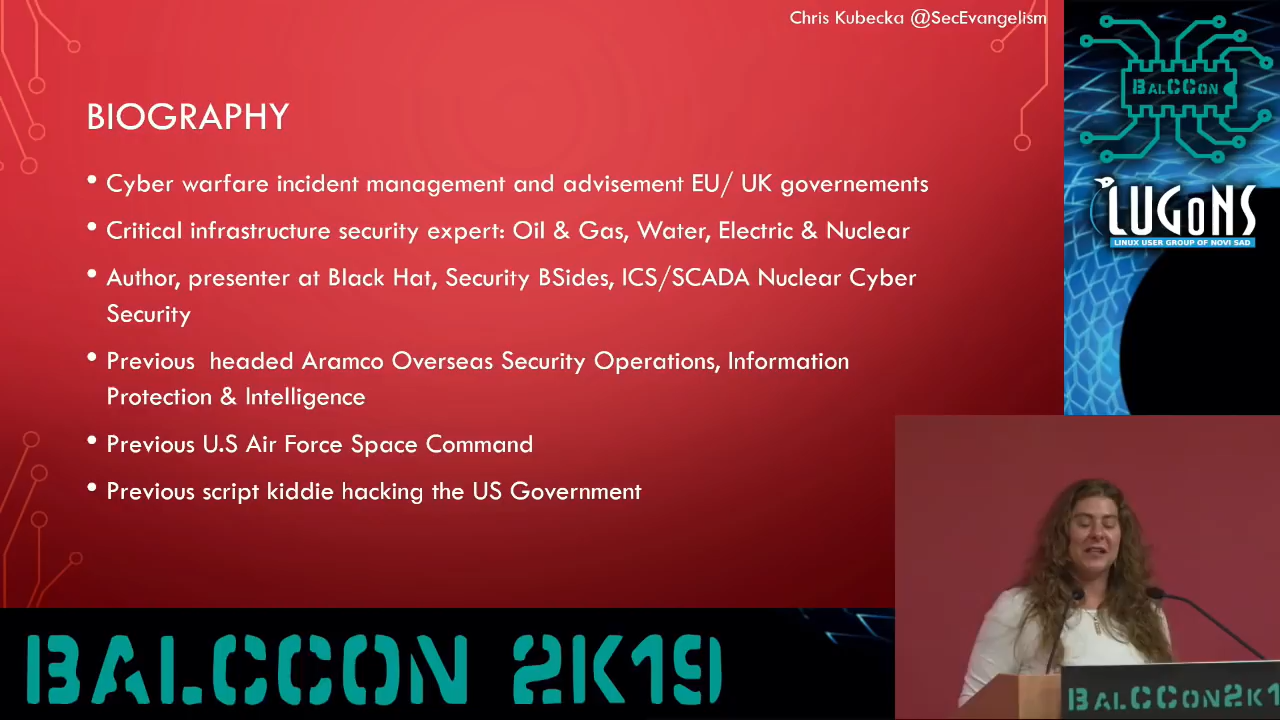 Chris Kubecka @SecEvangelism
BIOGRAPHY
• Cyber warfare incident management and advisement EU/ UK governements
• Critical infrastructure security expert: Oil & Gas, Water, Electric & Nuclear
• Author, presenter at Black Hat, Security BSides, ICS/SCADA Nuclear Cyber
Security
• Previous headed Aramco Overseas Security Operations, Information
Protection & Intelligence
• Previous U.S Air Force Space Command
• Previous script kiddie hacking the US Government
BALCCON
LUGONS
LINUX USER GROUP OF NOVI SAD
BALCCON 2K19
BALCCON2K1